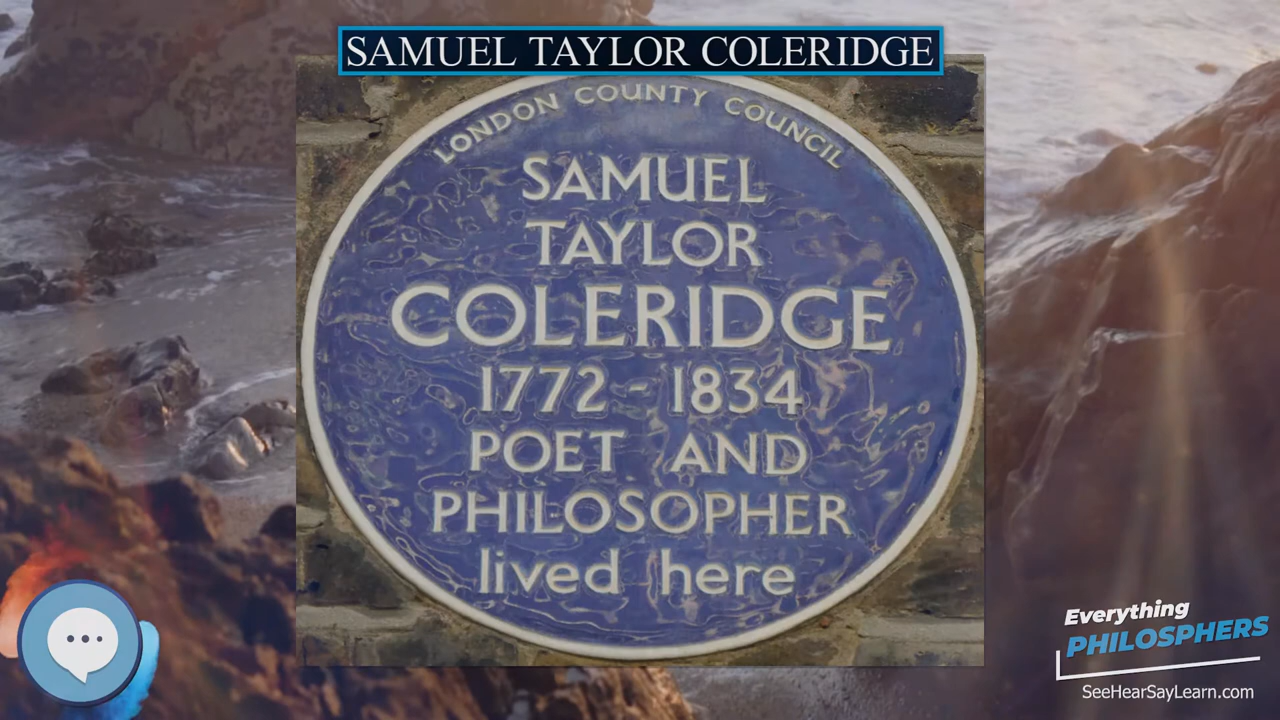 SAMUEL TAYLOR COLERIDGE
LONDON COUNTY COUNCIL
SAMUEL
TAYLOR
COLERIDGE
1772 - 1834
POET AND
PHILOSOPHER
lived here
Everything
PHILOSPHERS
SeeHearSayLearn.com